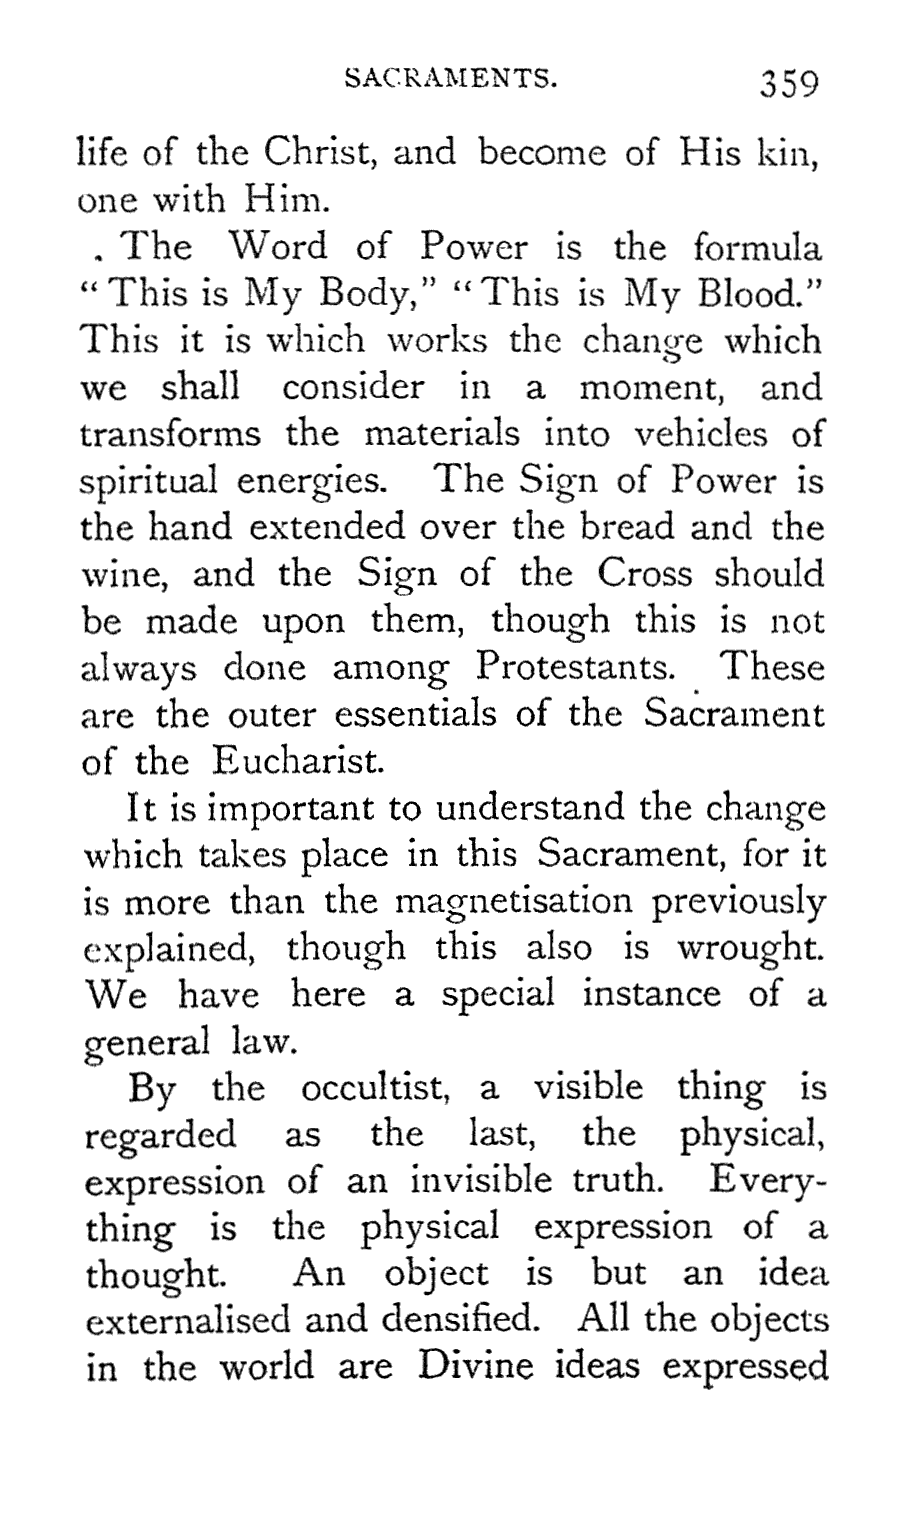 SACRAMENTS. 359
life of the Christ, and become of His kin,
one with Him.
. The Word of Power is the formula
“ This is My Body,” “ This is My Blood.”
This it is which works the change which
we shall consider in a moment, and
transforms the materials into vehicles of
spiritual energies. The Sign of Power is
the hand extended over the bread and the
wine, and the Sign of the Cross should
be made upon them, though this is not
always done among Protestants. These
are the outer essentials of the Sacrament
of the Eucharist.
It is important to understand the change
which takes place in this Sacrament, for it
is more than the magnetisation previously
explained, though this also is wrought.
We have here a special instance of a
general law.
By the occultist, a visible thing is
regarded as the last, the physical,
expression of an invisible truth. Every-
thing is the physical expression of a
thought. An object is but an idea
externalised and densified. All the objects
in the world are Divine ideas expressed